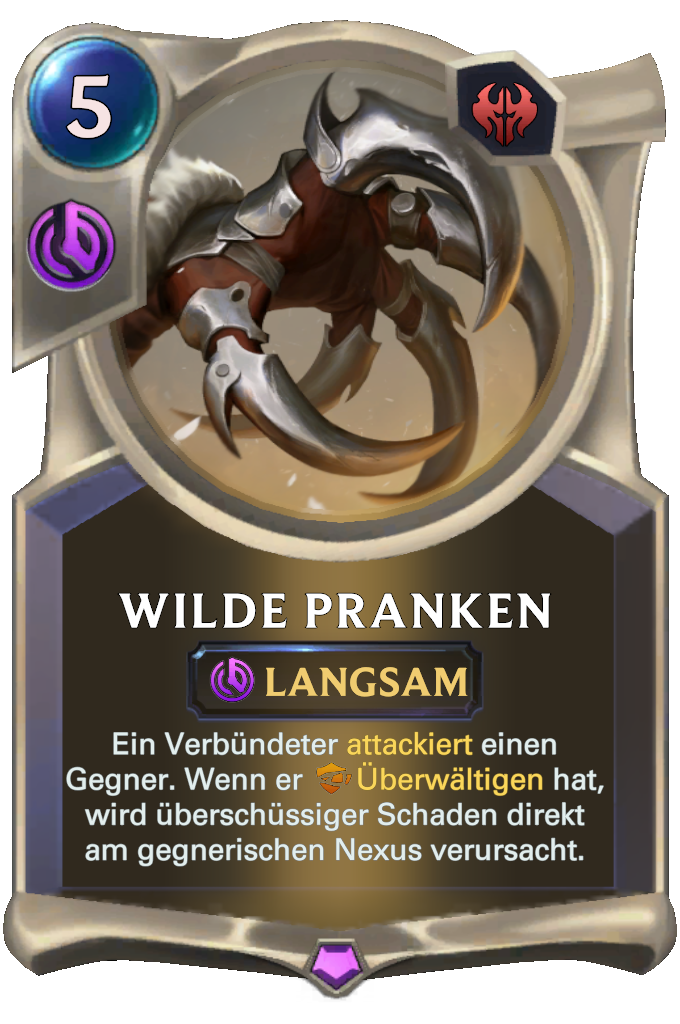 5
WILDE PRANKEN
LANGSAM
Ein Verbündeter attackiert einen
Gegner. Wenn er Überwältigen hat,
wird überschüssiger Schaden direkt
am gegnerischen Nexus verursacht.